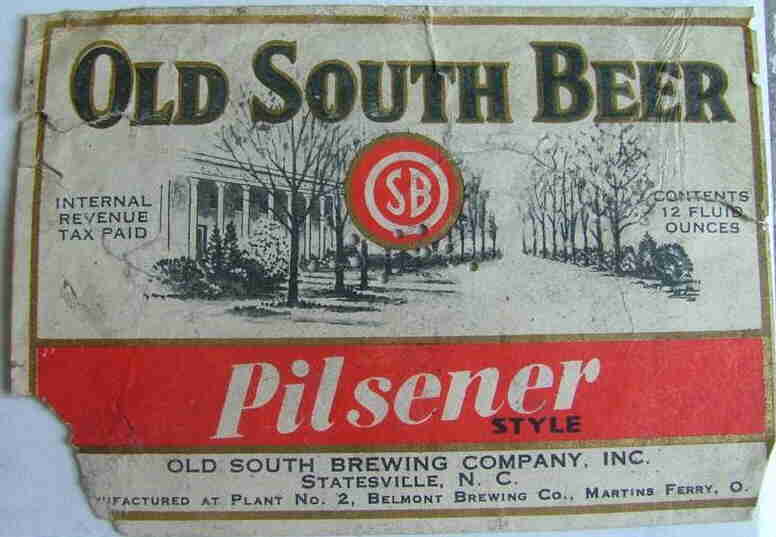 OLD SOUTH BEER
SB
INTERNAL
REVENUE
TAX PAID
CONTENTS
12 FLUID
OUNCES
Pilsener
STYLE
OLD SOUTH BREWING COMPANY, INC.
STATESVILLE, N. C.
UFACTURED AT PLANT NO. 2, BELMONT BREWING CO., MARTINS FERRY, O.